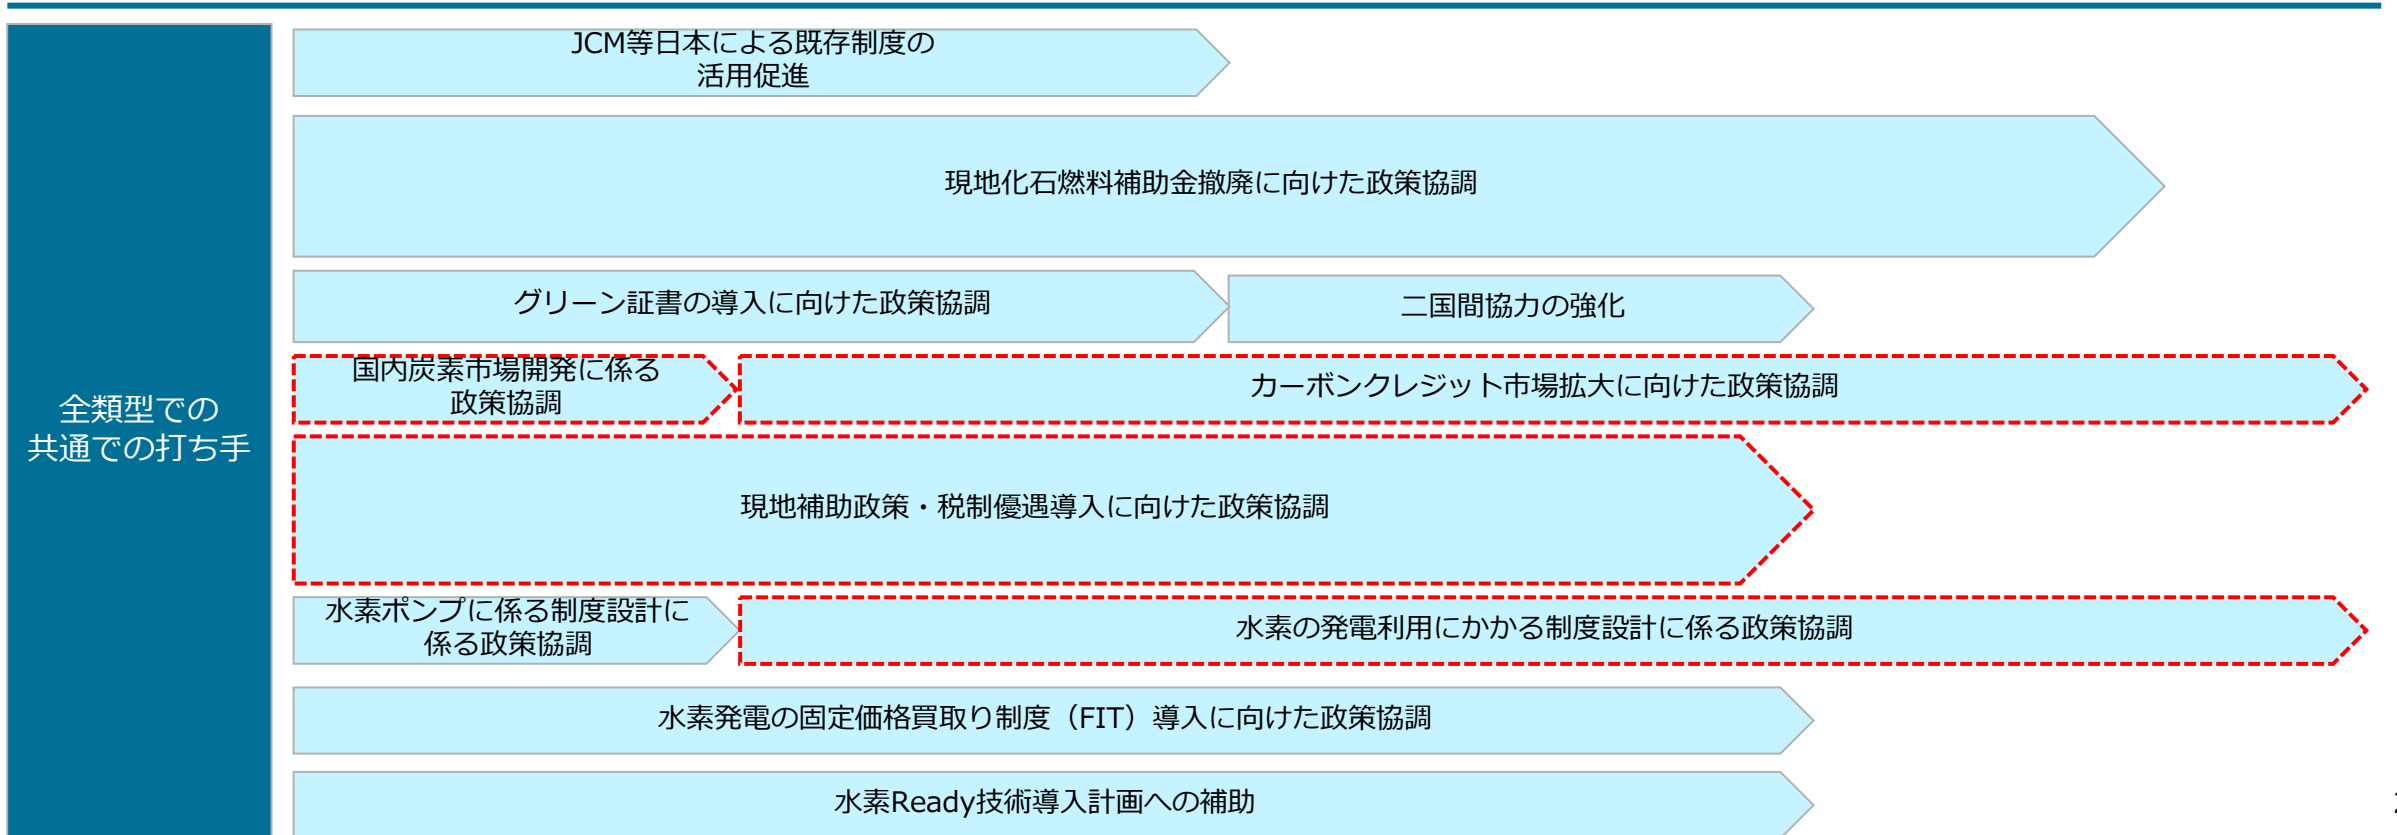 全類型での
共通での打ち手
JCM等日本による既存制度の
活用促進
現地化石燃料補助金撤廃に向けた政策協調
グリーン証書の導入に向けた政策協調
二国間協力の強化
国内炭素市場開発に係る
政策協調
カーボンクレジット市場拡大に向けた政策協調
現地補助政策・税制優遇導入に向けた政策協調
水素ポンプに係る制度設計に
係る政策協調
水素の発電利用にかかる制度設計に係る政策協調
水素発電の固定価格買取り制度（FIT）導入に向けた政策協調
水素Ready技術導入計画への補助